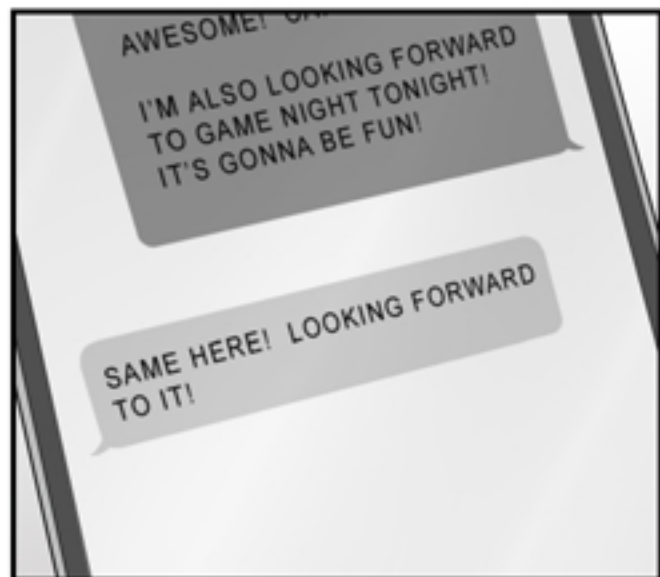 AWESOME!
I'M ALSO LOOKING FORWARD
TO GAME NIGHT TONIGHT!
IT'S GONNA BE FUN!
SAME HERE! LOOKING FORWARD
TO IT!